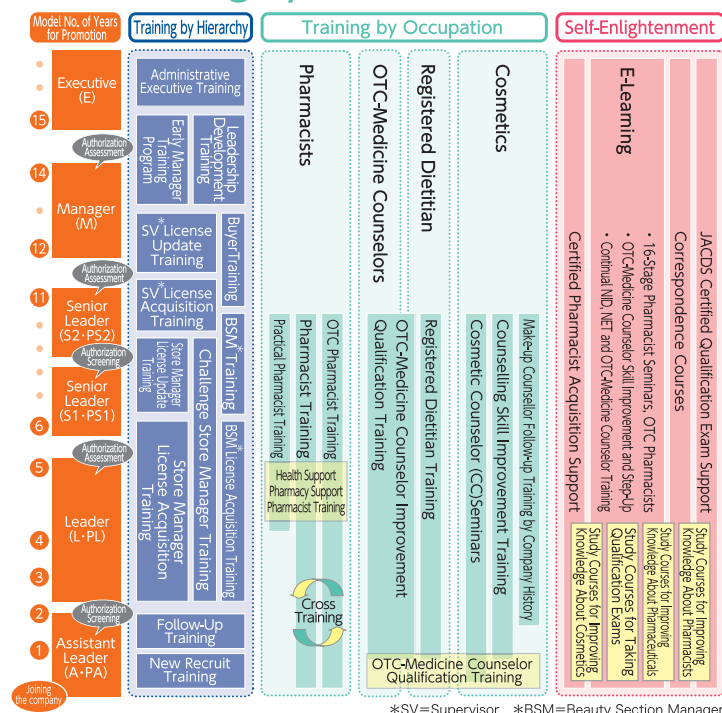 Model No. of Years
for Promotion
Training by Hierarchy
Training by Occupation
Self-Enlightenment
Executive
(E)
15
Authorization
Assessment
14
Manager
(M)
12
Authorization
Assessment
11
Senior
Leader
(S2・PS2)
Authorization
Screening
Senior
Leader
(S1・PS1)
6
Authorization
Assessment
5
Leader
(L・PL)
4
3
2
Authorization
Screening
Assistant
Leader
(A・PA)
1
Joining
the company
Administrative
Executive Training
Early Manager
Training
Program
Leadership
Development
Training
SV* License
Update
Training
Buyer Training
SV* License
Acquisition
Training
BSM* Training
Store Manager
License Update
Training
Challenge Store Manager Training
Store Manager
License Acquisition
Training
BSM License Acquisition Training
Follow-Up
Training
New Recruit
Training
Pharmacists
Practical Pharmacist Training
Pharmacist Training
OTC Pharmacist Training
Health Support
Pharmacy Support
Pharmacist Training
Cross
Training
OTC-Medicine Counselors
OTC-Medicine Counselor Improvement
Qualification Training
Registered Dietitian
Registered Dietitian Training
Cosmetics
Cosmetic Counselor (CC)Seminars
Counselling Skill Improvement Training
Make-up Counsellor Follow-up Training by Company History
OTC-Medicine Counselor
Qualification Training
E-Learning
JACDS Certified Qualification Exam Support
Correspondence Courses
・16-Stage Pharmacist Seminars, OTC Pharmacists
・OTC-Medicine Counselor Skill Improvement and Step-Up
・Continual NID, NET and OTC-Medicine Counselor Training
Certified Pharmacist Acquisition Support
Study Courses for Improving
Knowledge About Pharmacists
Study Courses for Improving
Knowledge About Pharmaceuticals
Study Courses for Taking
Qualification Exams
Study Courses for Improving
Knowledge About Cosmetics
*SV=Supervisor *BSM=Beauty Section Manager